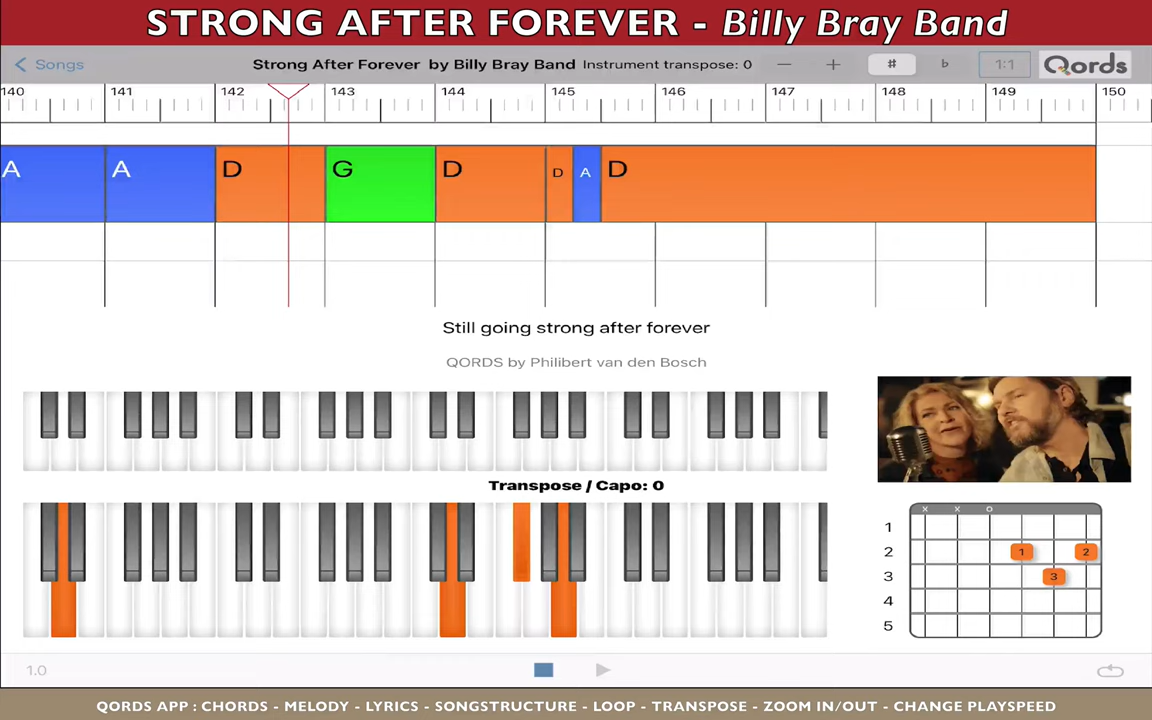 STRONG AFTER FOREVER - Billy Bray Band
Songs
Strong After Forever by Billy Bray Band Instrument transpose: 0 − + # b 1:1 Qords
140 141 142 143 144 145 146 147 148 149 150
A A D G D D A D
Still going strong after forever
QORDS by Philibert van den Bosch
Transpose / Capo: 0
x x o
1
2 1 2
3 3
4
5
1.0
QORDS APP : CHORDS - MELODY - LYRICS - SONGSTRUCTURE - LOOP - TRANSPOSE - ZOOM IN/OUT - CHANGE PLAYSPEED